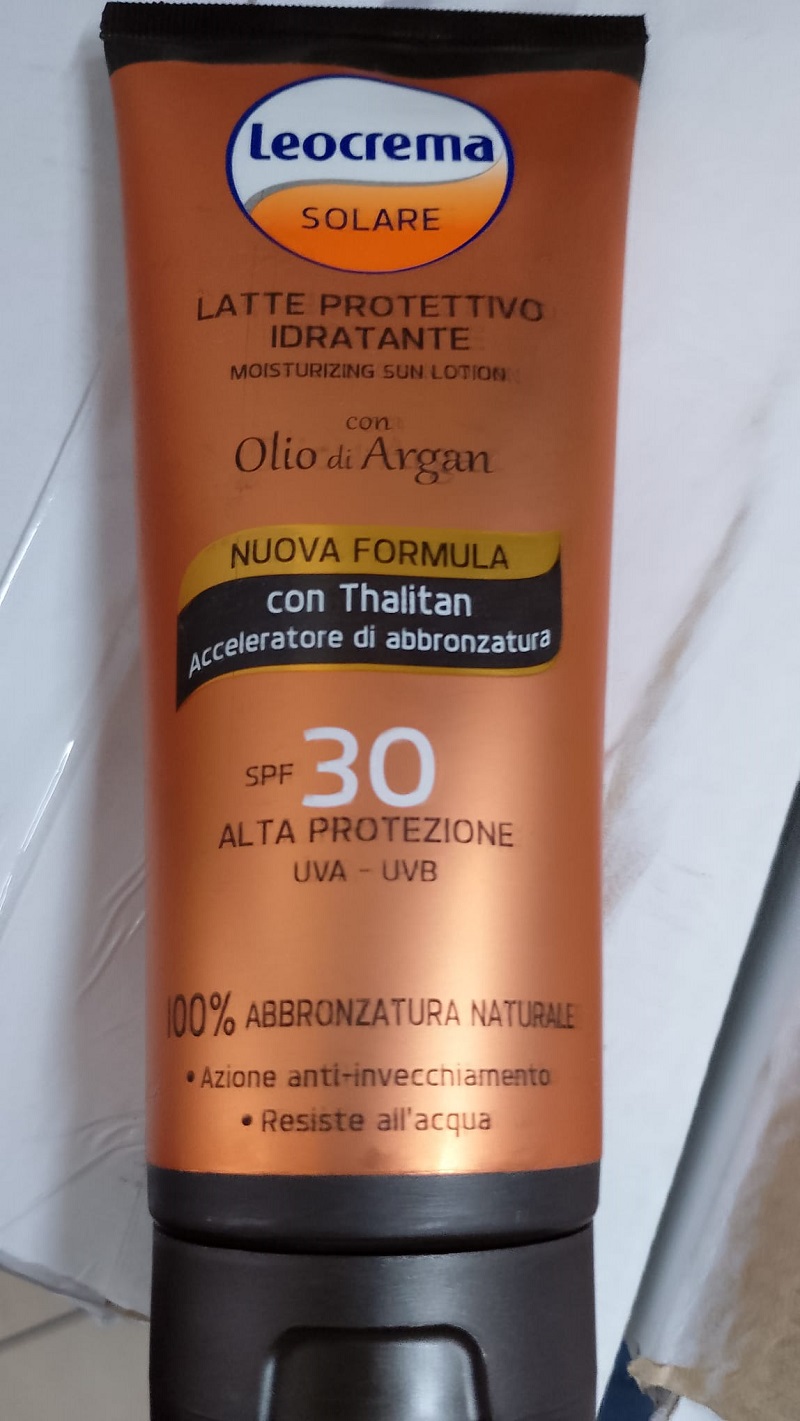 Leocrema
SOLARE
LATTE PROTETTIVO
IDRATANTE
MOISTURIZING SUN LOTION
con
Olio di Argan
NUOVA FORMULA
con Thalitan
Acceleratore di abbronzatura
SPF 30
ALTA PROTEZIONE
UVA - UVB
100% ABBRONZATURA NATURALE
• Azione anti-invecchiamento
• Resiste all'acqua